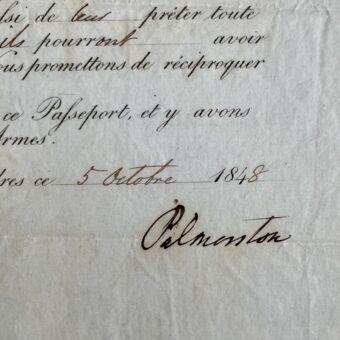 si de leur prêter toute
ils pourront avoir
ous promettons de réciproquer
ce Paſseport, et y avons
Armes.
dres ce 5 Octobre 1848
Palmerston